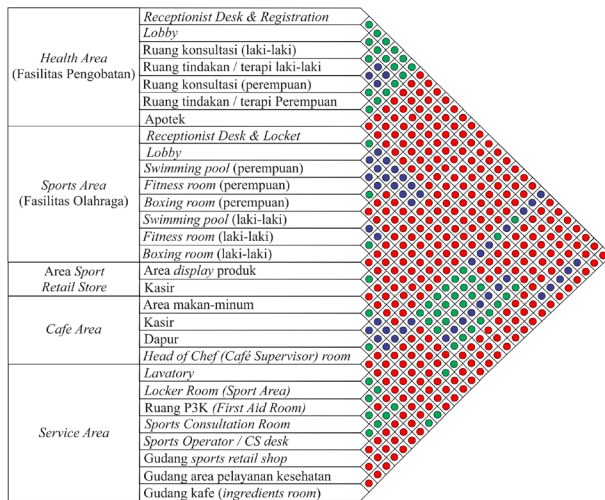 Health Area
(Fasilitas Pengobatan)
Receptionist Desk & Registration
Lobby
Ruang konsultasi (laki-laki)
Ruang tindakan / terapi laki-laki
Ruang konsultasi (perempuan)
Ruang tindakan / terapi Perempuan
Apotek
Sports Area
(Fasilitas Olahraga)
Receptionist Desk & Locket
Lobby
Swimming pool (perempuan)
Fitness room (perempuan)
Boxing room (perempuan)
Swimming pool (laki-laki)
Fitness room (laki-laki)
Boxing room (laki-laki)
Area Sport
Retail Store
Area display produk
Kasir
Cafe Area
Area makan-minum
Kasir
Dapur
Head of Chef (Café Supervisor) room
Service Area
Lavatory
Locker Room (Sport Area)
Ruang P3K (First Aid Room)
Sports Consultation Room
Sports Operator / CS desk
Gudang sports retail shop
Gudang area pelayanan kesehatan
Gudang kafe (ingredients room)